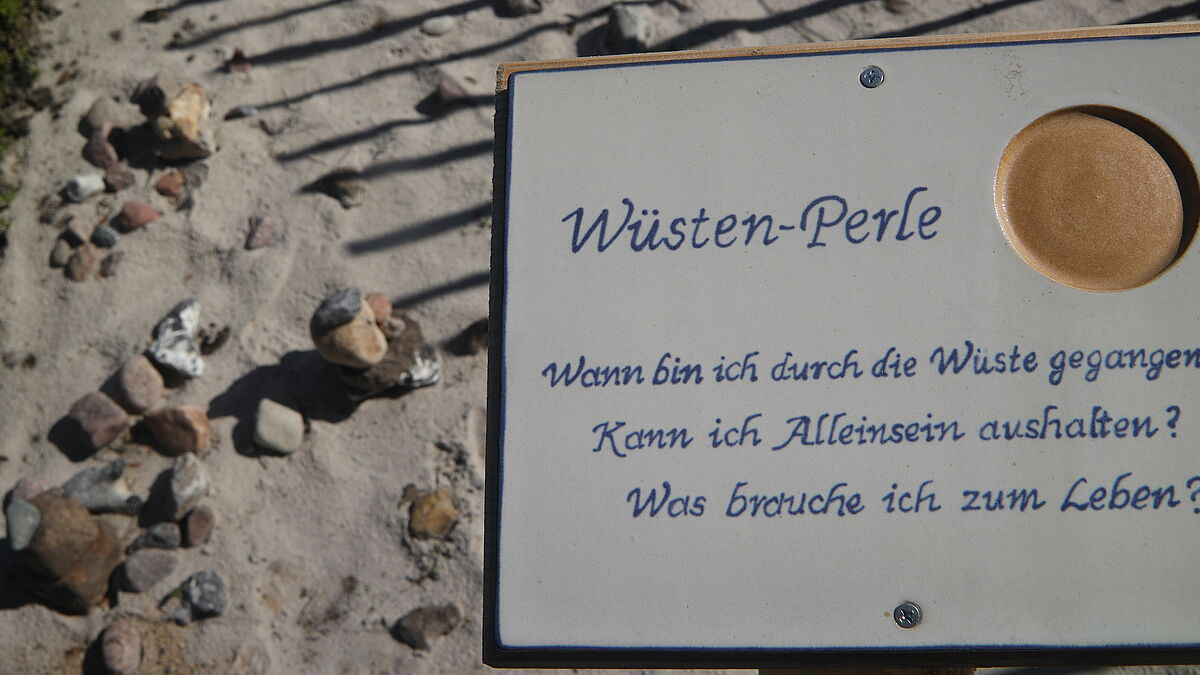 Wüsten-Perle
Wann bin ich durch die Wüste gegangen
Kann ich Alleinsein aushalten?
Was brauche ich zum Leben?